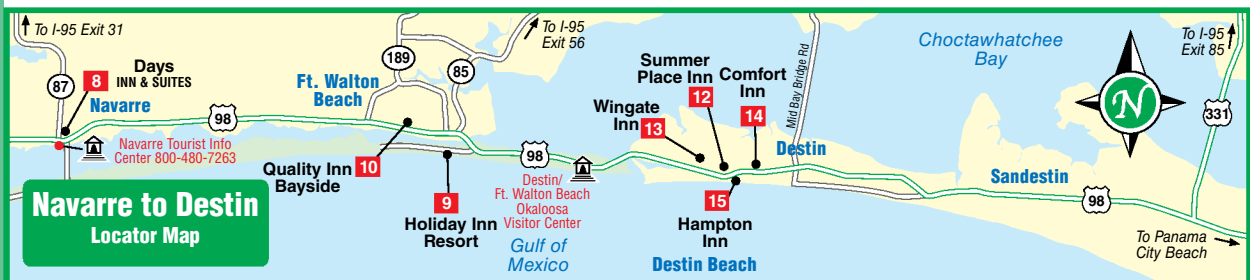 To I-95 Exit 31
87
8
Days
INN & SUITES
Navarre
98
Navarre Tourist Info
Center 800-480-7263
Navarre to Destin
Locator Map
Ft. Walton
Beach
189
85
To I-95
Exit 56
Quality Inn
Bayside
10
9
Holiday Inn
Resort
98
Destin/
Ft. Walton Beach
Okaloosa
Visitor Center
Gulf of
Mexico
Wingate
Inn
13
Summer
Place Inn
12
Comfort
Inn
14
15
Hampton
Inn
Destin Beach
Mid Bay Bridge Rd
Destin
Choctawhatchee
Bay
N
Sandestin
98
To I-95
Exit 85
331
To Panama
City Beach